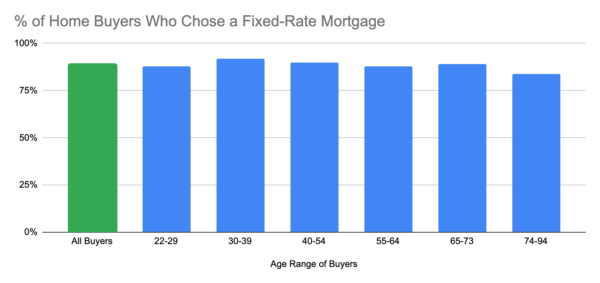 % of Home Buyers Who Chose a Fixed-Rate Mortgage
100%
75%
50%
25%
0%
All Buyers 22-29 30-39 40-54 55-64 65-73 74-94
Age Range of Buyers